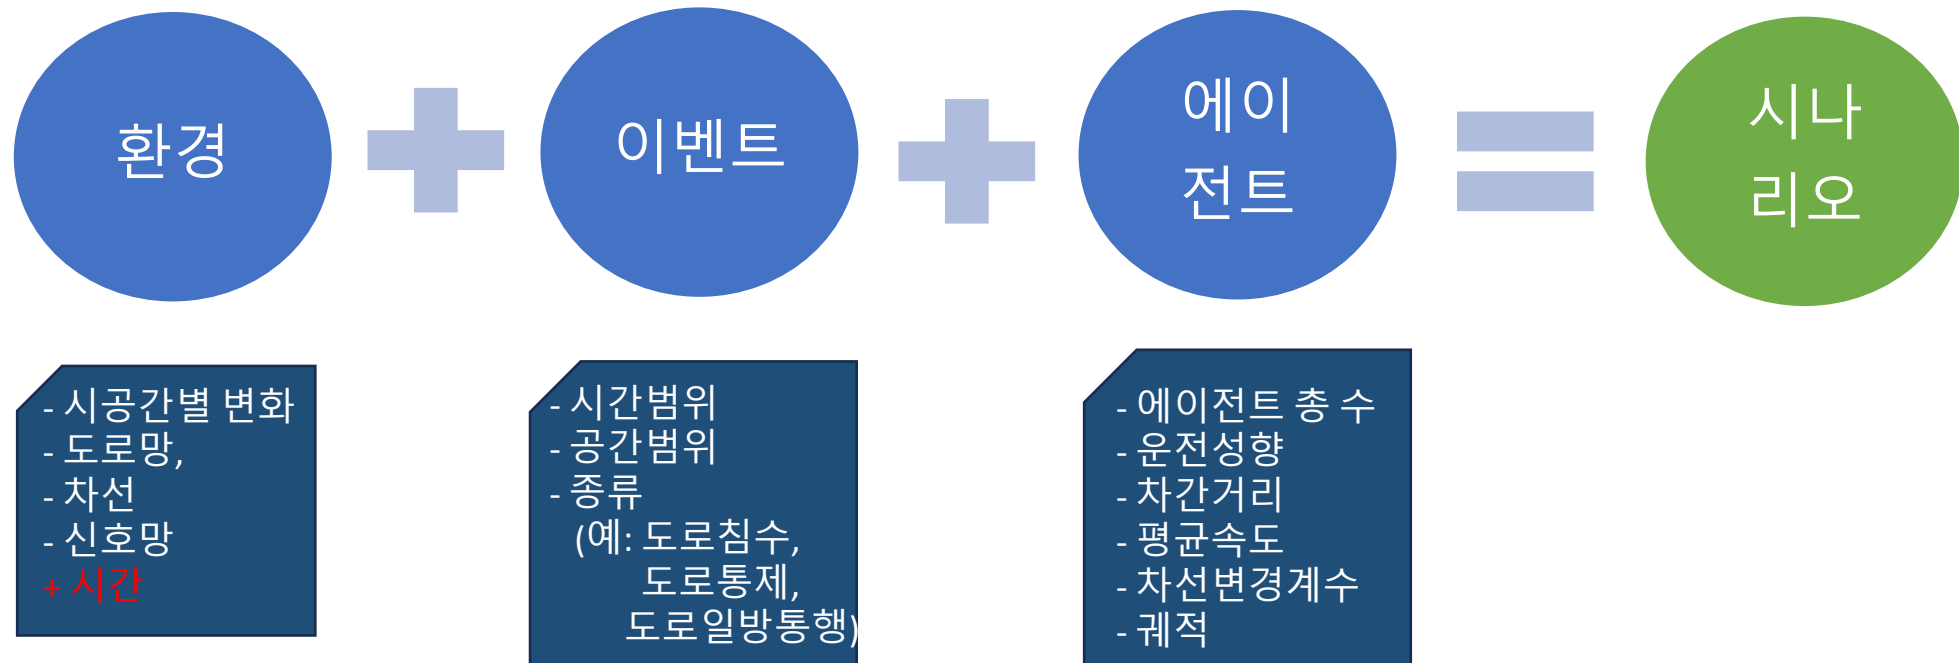 환경
이벤트
에이
전트
시나
리오
- 시공간별 변화
- 도로망,
- 차선
- 신호망
+ 시간
- 시간범위
- 공간범위
- 종류
(예: 도로침수,
도로통제,
도로일방통행)
- 에이전트 총 수
- 운전성향
- 차간거리
- 평균속도
- 차선변경계수
- 궤적